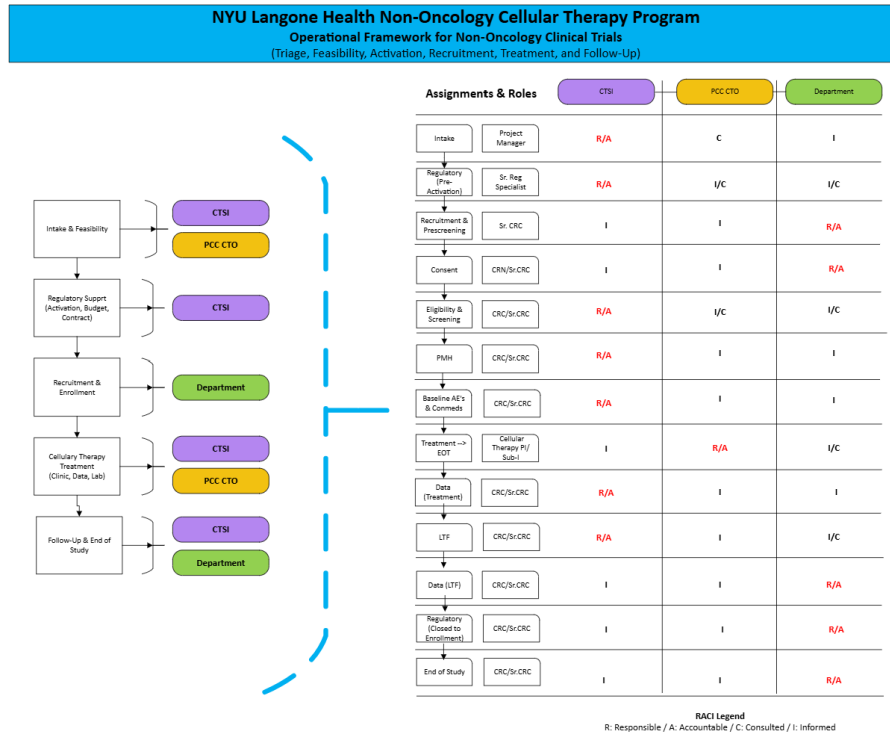 NYU Langone Health Non-Oncology Cellular Therapy Program
Operational Framework for Non-Oncology Clinical Trials
(Triage, Feasibility, Activation, Recruitment, Treatment, and Follow-Up)
Intake & Feasibility
CTSI
PCC CTO
Regulatory Supprt
(Activation, Budget,
Contract)
CTSI
Recruitment &
Enrollment
Department
Cellulary Therapy
Treatment
(Clinic, Data, Lab)
CTSI
PCC CTO
Follow-Up & End of
Study
CTSI
Department
Assignments & Roles
CTSI
PCC CTO
Department
Intake
Project
Manager
R/A
C
I
Regulatory
(Pre-
Activation)
Sr. Reg
Specialist
R/A
I/C
I/C
Recruitment &
Prescreening
Sr. CRC
I
I
R/A
Consent
CRN/Sr.CRC
I
I
R/A
Eligibility &
Screening
CRC/Sr.CRC
R/A
I/C
I/C
PMH
CRC/Sr.CRC
R/A
I
I
Baseline AE's
& Conmeds
CRC/Sr.CRC
R/A
I
I
Treatment -->
EOT
Cellular
Therapy PI/
Sub-I
I
R/A
I/C
Data
(Treatment)
CRC/Sr.CRC
R/A
I
I
LTF
CRC/Sr.CRC
R/A
I
I/C
Data (LTF)
CRC/Sr.CRC
I
I
R/A
Regulatory
(Closed to
Enrollment)
CRC/Sr.CRC
I
I
R/A
End of Study
CRC/Sr.CRC
I
I
R/A
RACI Legend
R: Responsible / A: Accountable / C: Consulted / I: Informed